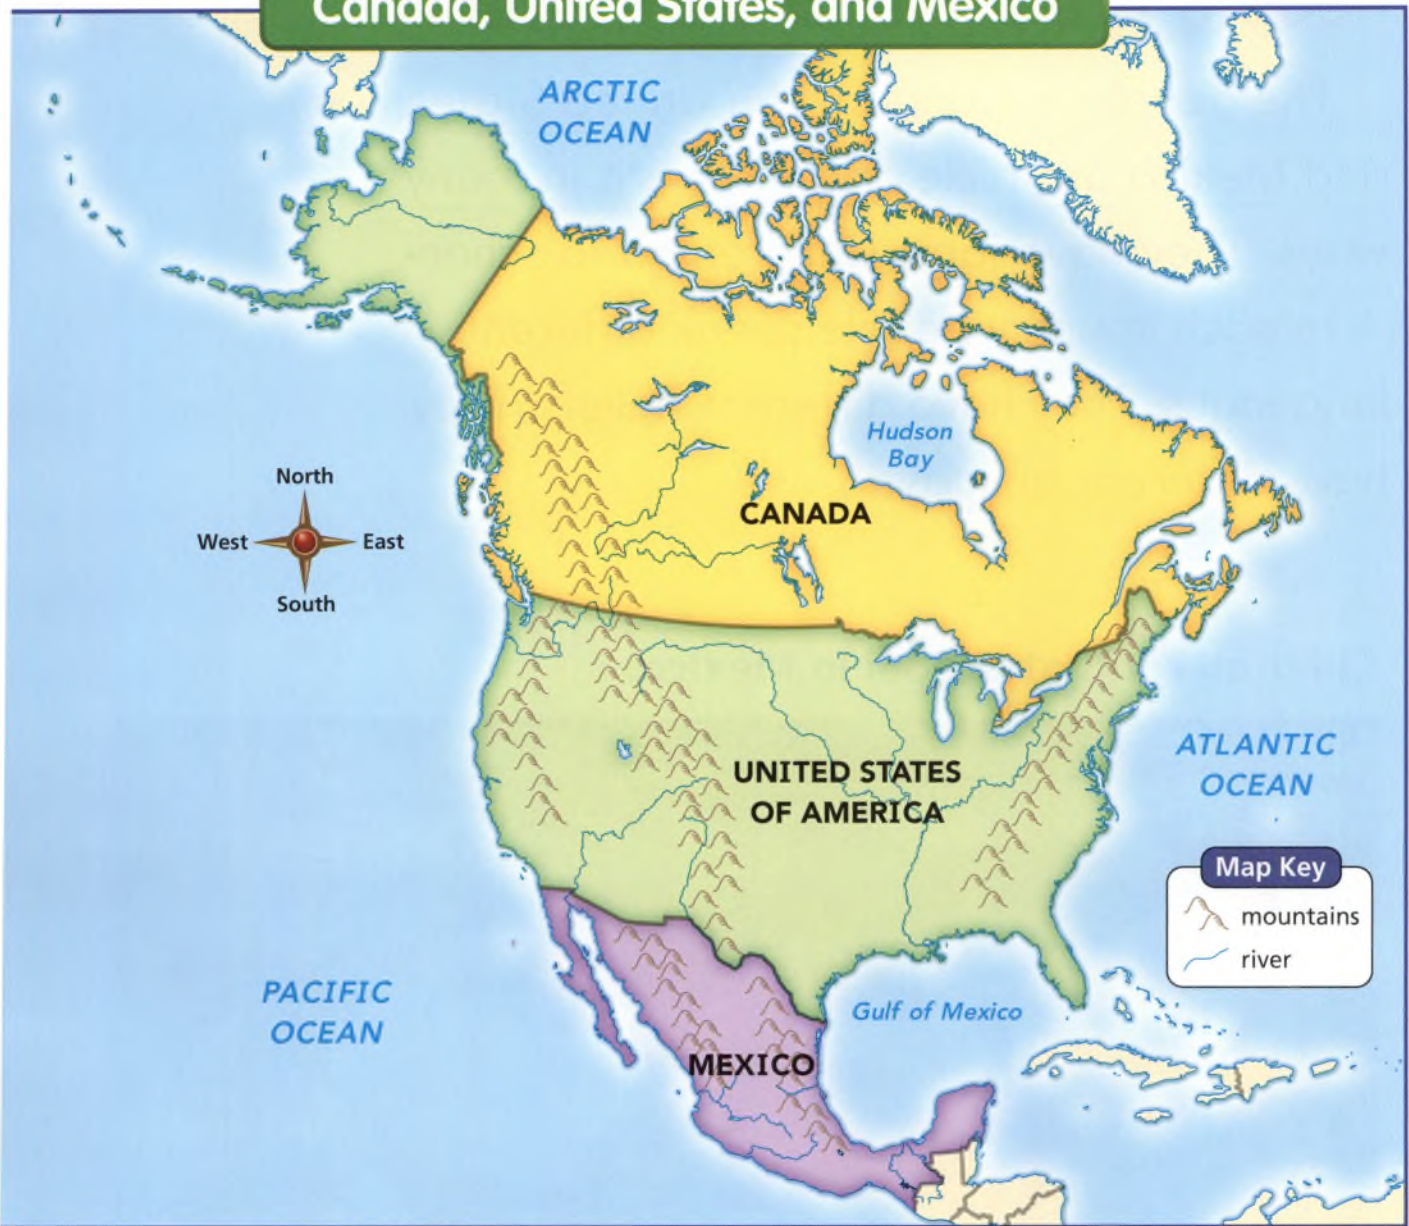 Canada, United States, and Mexico
ARCTIC
OCEAN
Hudson
Bay
North
CANADA
West
East
South
ATLANTIC
OCEAN
UNITED STATES
OF AMERICA
Map Key
mountains
river
PACIFIC
OCEAN
Gulf of Mexico
MEXICO